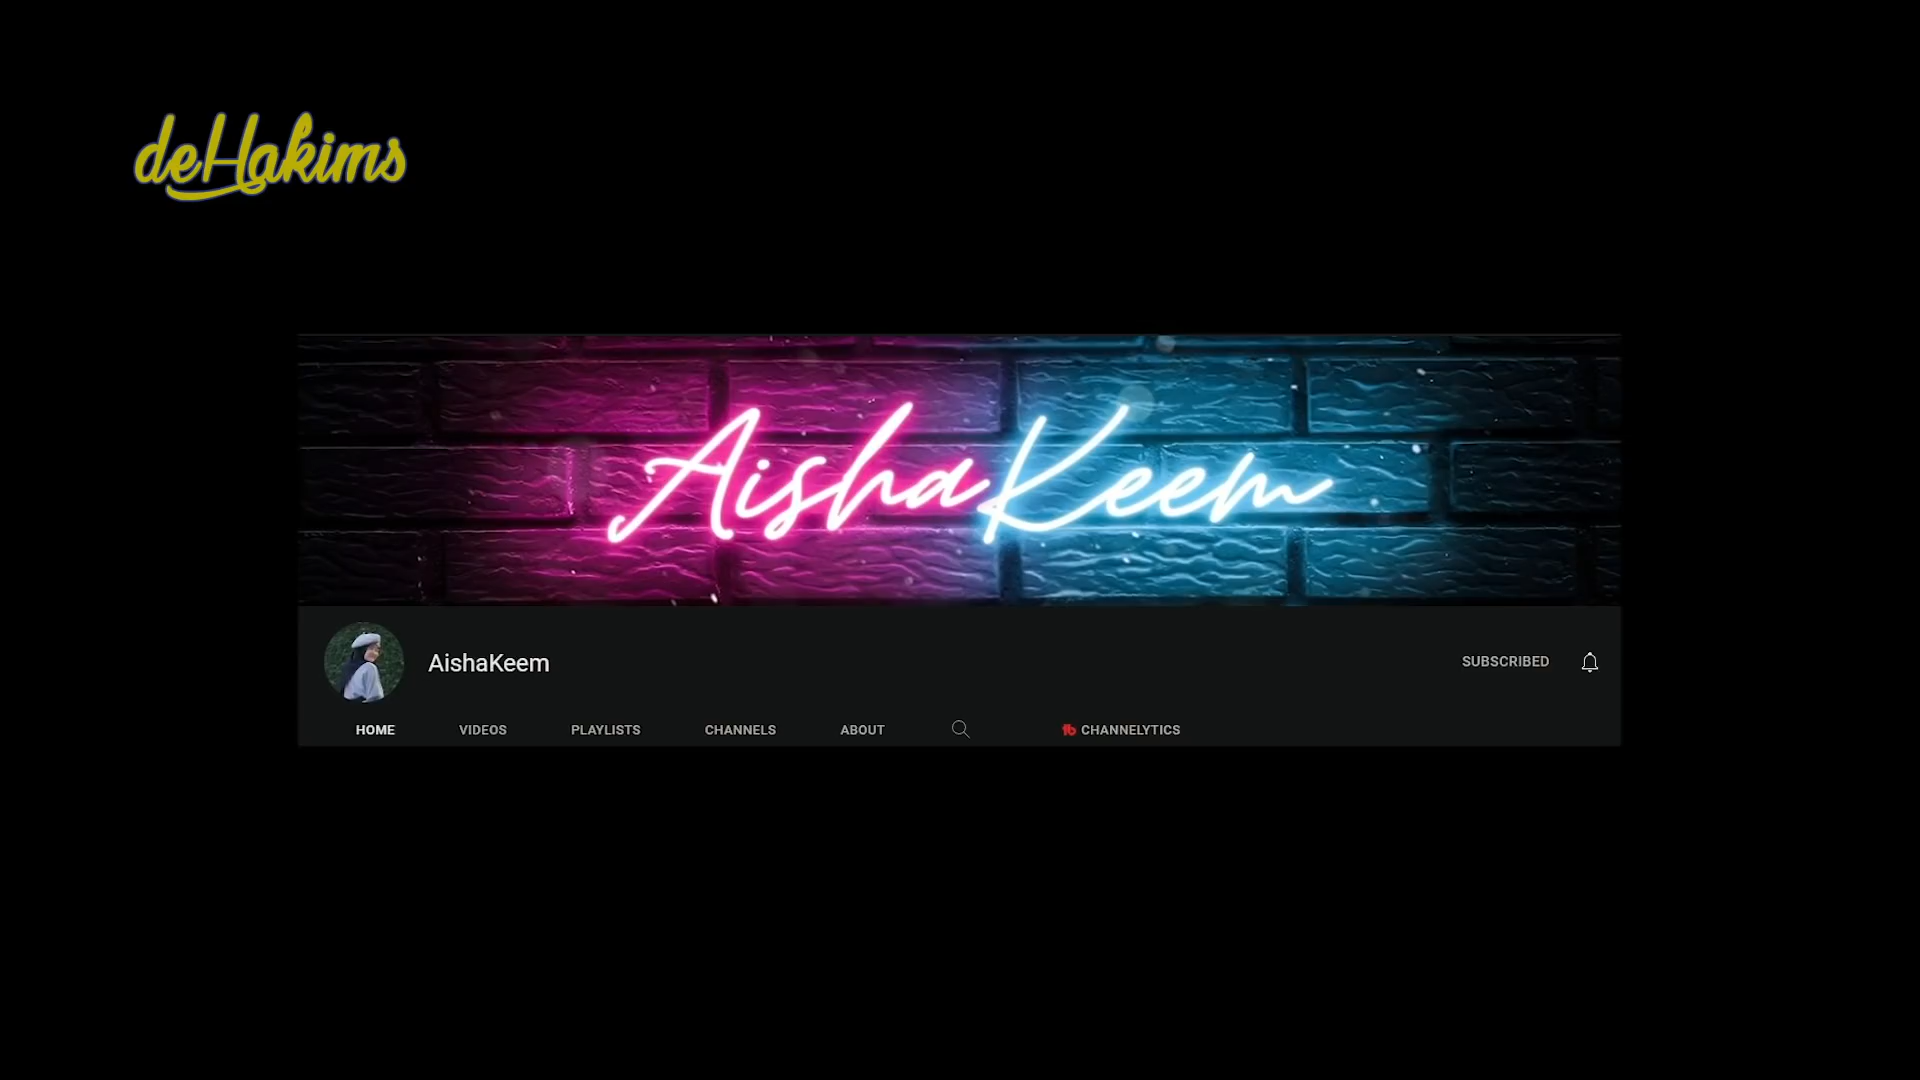 deHakims
AishaKeem
AishaKeem
SUBSCRIBED
HOME VIDEOS PLAYLISTS CHANNELS ABOUT CHANNELYTICS